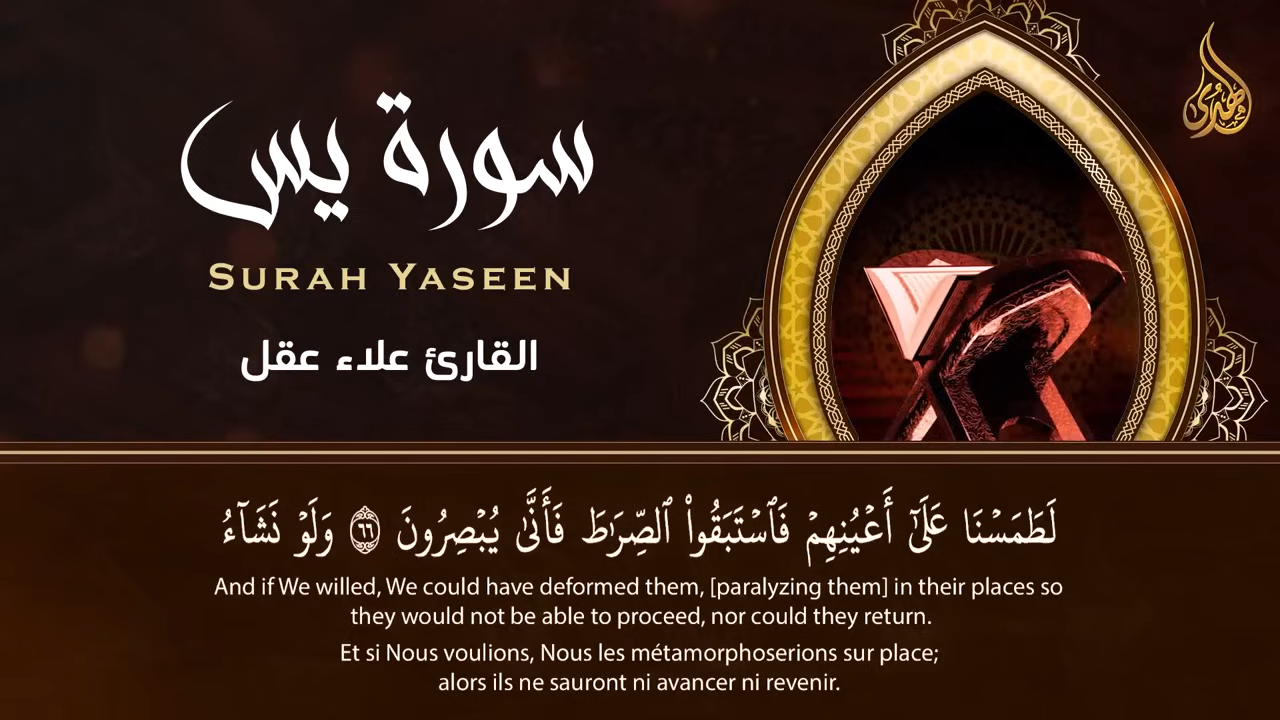 سورة يس
الهدى
SURAH YASEEN
القارئ علاء عقل
لَطَمَسْنَا عَلَىٰٓ أَعْيُنِهِمْ فَٱسْتَبَقُوا۟ ٱلصِّرَٰطَ فَأَنَّىٰ يُبْصِرُونَ ٦٦ وَلَوْ نَشَآءُ
And if We willed, We could have deformed them, [paralyzing them] in their places so
they would not be able to proceed, nor could they return.
Et si Nous voulions, Nous les métamorphoserions sur place;
alors ils ne sauront ni avancer ni revenir.